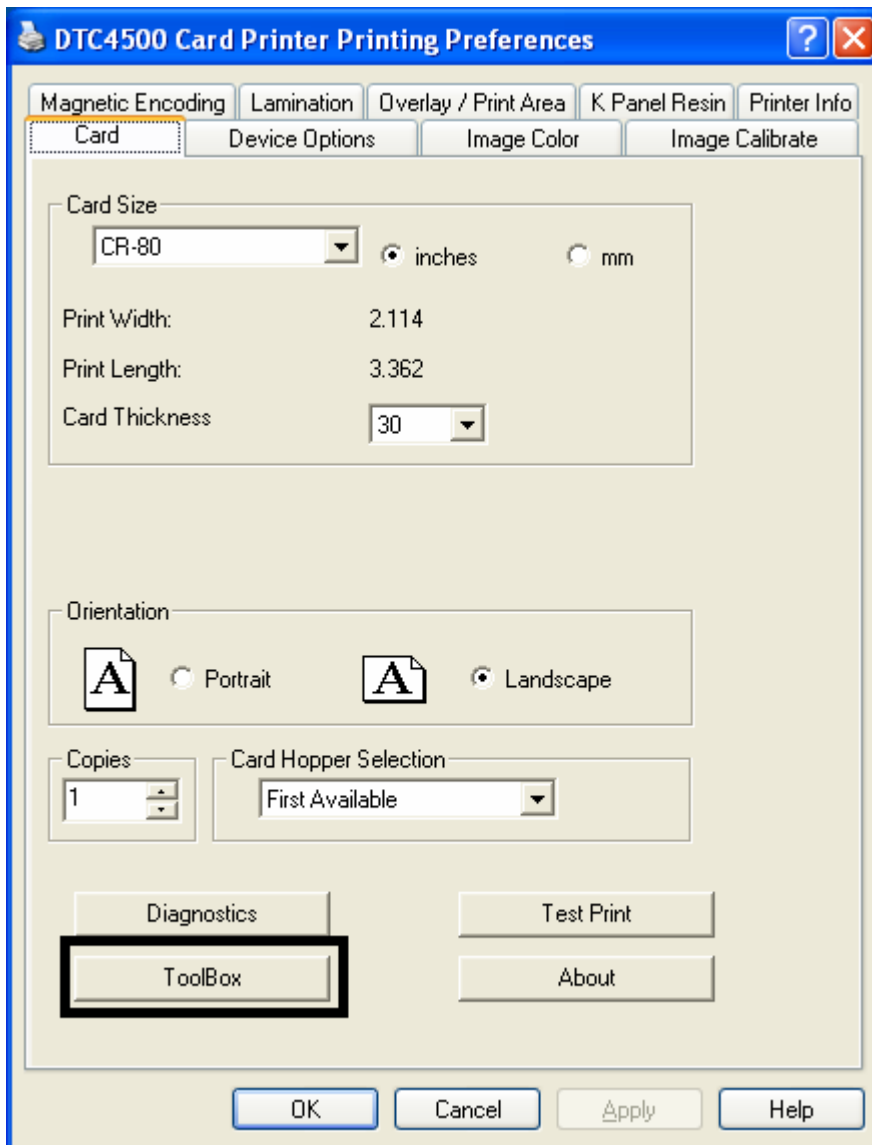 DTC4500 Card Printer Printing Preferences
Magnetic Encoding Lamination Overlay / Print Area K Panel Resin Printer Info
Card Device Options Image Color Image Calibrate
Card Size
CR-80 inches mm
Print Width: 2.114
Print Length: 3.362
Card Thickness 30
Orientation
A Portrait A Landscape
Copies Card Hopper Selection
1 First Available
Diagnostics Test Print
ToolBox About
OK Cancel Apply Help